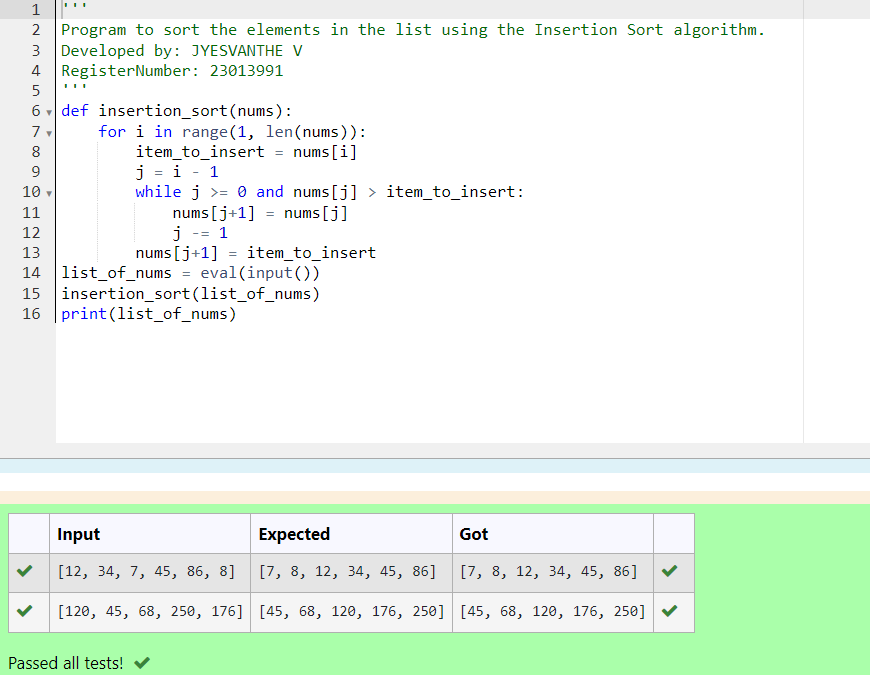 1 '''
2 Program to sort the elements in the list using the Insertion Sort algorithm.
3 Developed by: JYESVANTHE V
4 RegisterNumber: 23013991
5 '''
6 def insertion_sort(nums):
7     for i in range(1, len(nums)):
8         item_to_insert = nums[i]
9         j = i - 1
10         while j >= 0 and nums[j] > item_to_insert:
11             nums[j+1] = nums[j]
12             j -= 1
13         nums[j+1] = item_to_insert
14 list_of_nums = eval(input())
15 insertion_sort(list_of_nums)
16 print(list_of_nums)
Input Expected Got
[12, 34, 7, 45, 86, 8] [7, 8, 12, 34, 45, 86] [7, 8, 12, 34, 45, 86]
[120, 45, 68, 250, 176] [45, 68, 120, 176, 250] [45, 68, 120, 176, 250]
Passed all tests!